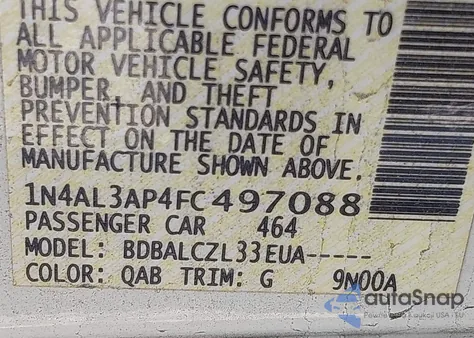 THIS VEHICLE CONFORMS TO
ALL APPLICABLE FEDERAL
MOTOR VEHICLE SAFETY,
BUMPER, AND THEFT
PREVENTION STANDARDS IN
EFFECT ON THE DATE OF
MANUFACTURE SHOWN ABOVE.
1N4AL3AP4FC497088
PASSENGER CAR 464
MODEL: BDBALCZL33EUA-----
COLOR: QAB TRIM: G 9N00A
autoSnap